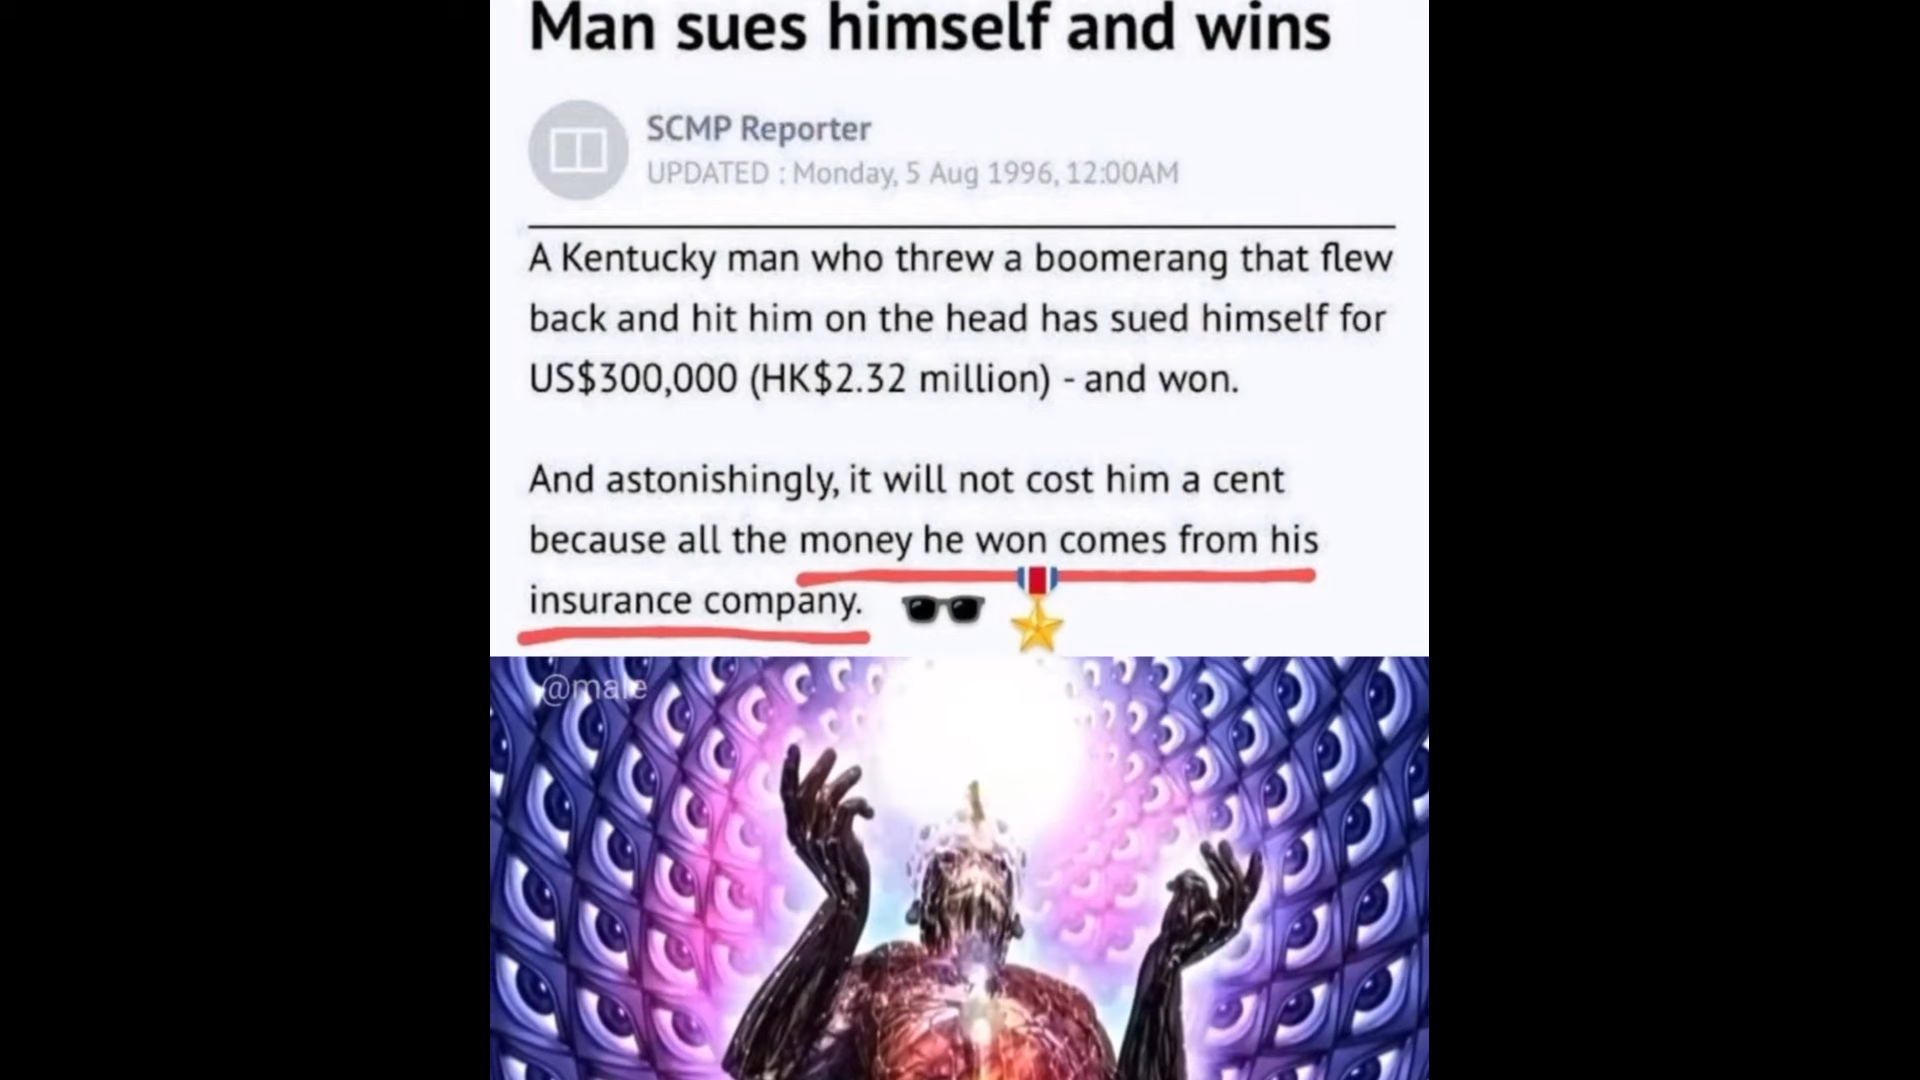 Man sues himself and wins
SCMP Reporter
UPDATED : Monday, 5 Aug 1996, 12:00AM
A Kentucky man who threw a boomerang that flew
back and hit him on the head has sued himself for
US$300,000 (HK$2.32 million) - and won.
And astonishingly, it will not cost him a cent
because all the money he won comes from his
insurance company.
@male